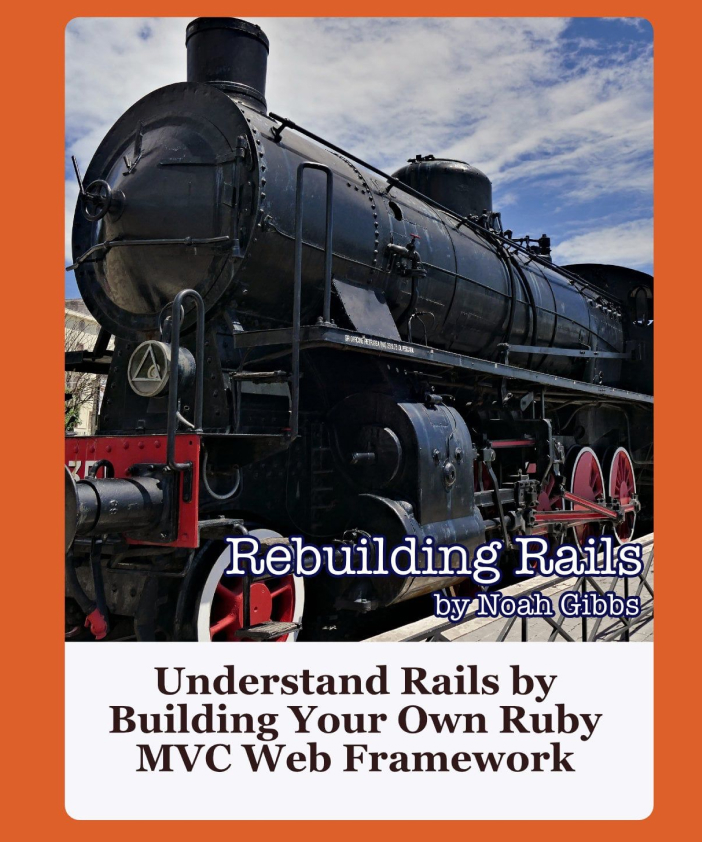 Rebuilding Rails
by Noah Gibbs
Understand Rails by
Building Your Own Ruby
MVC Web Framework